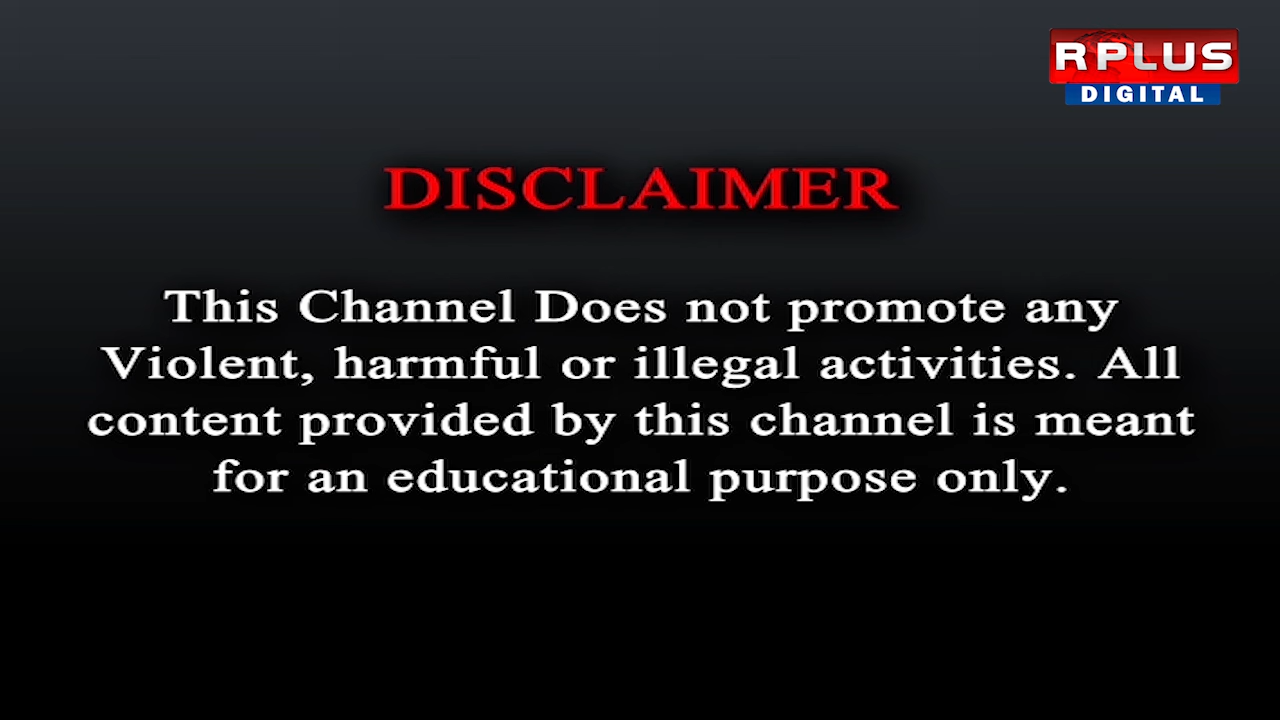 RPLUS
DIGITAL
DISCLAIMER
This Channel Does not promote any
Violent, harmful or illegal activities. All
content provided by this channel is meant
for an educational purpose only.